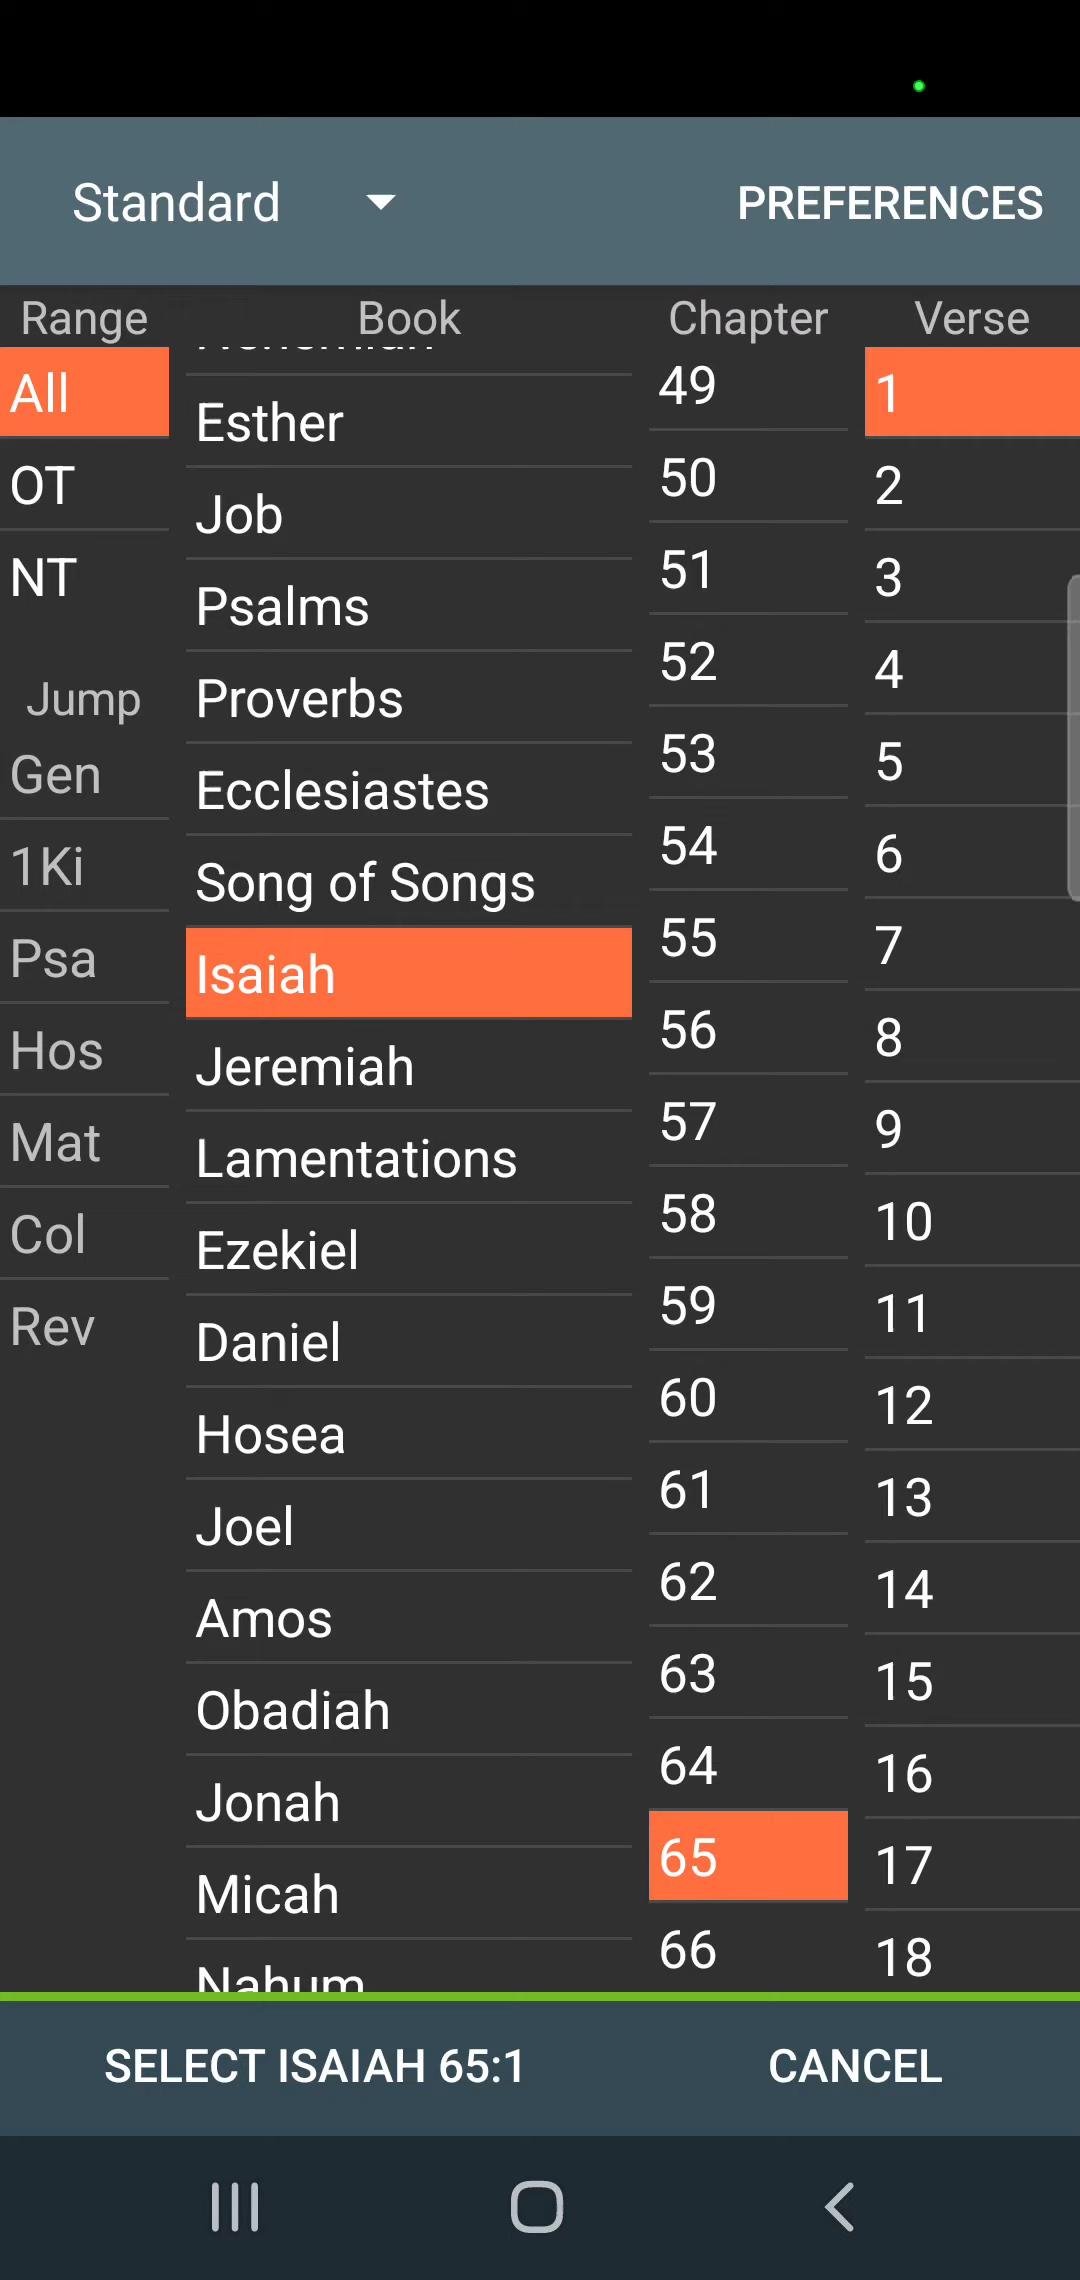 Standard
PREFERENCES
Range
Book
Chapter
Verse
All
OT
NT
Jump
Gen
1Ki
Psa
Hos
Mat
Col
Rev
Nehemiah
Esther
Job
Psalms
Proverbs
Ecclesiastes
Song of Songs
Isaiah
Jeremiah
Lamentations
Ezekiel
Daniel
Hosea
Joel
Amos
Obadiah
Jonah
Micah
Nahum
49
50
51
52
53
54
55
56
57
58
59
60
61
62
63
64
65
66
1
2
3
4
5
6
7
8
9
10
11
12
13
14
15
16
17
18
SELECT ISAIAH 65:1
CANCEL